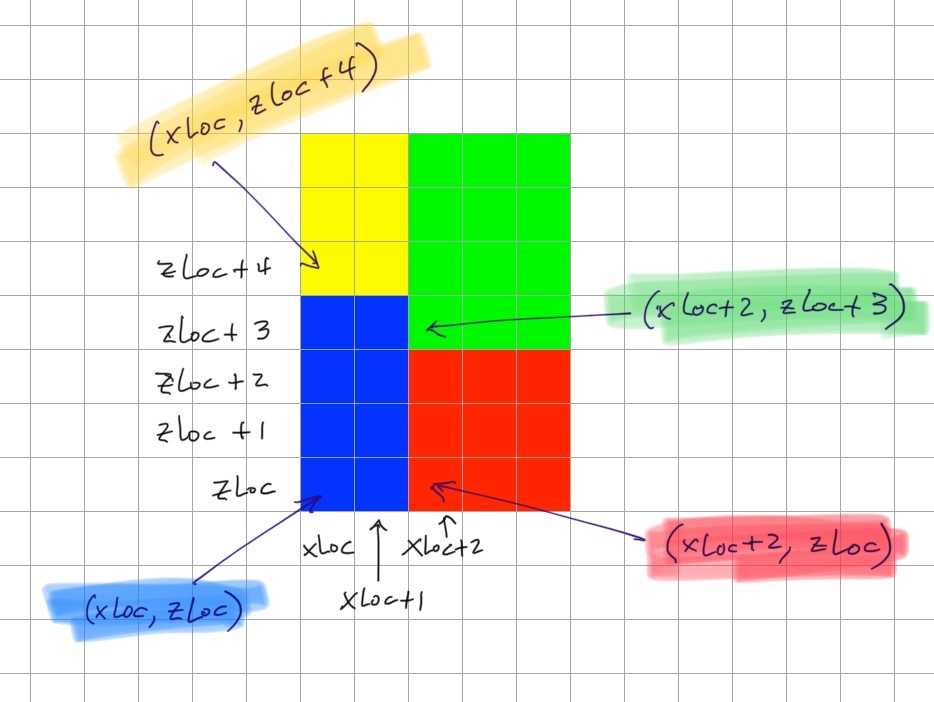 (xLoc, zLoc+4)
zLoc+4
zLoc+3
zLoc+2
zLoc+1
zLoc
(xLoc+2, zLoc+3)
xLoc
xLoc+2
xLoc+1
(xLoc+2, zLoc)
(xLoc, zLoc)